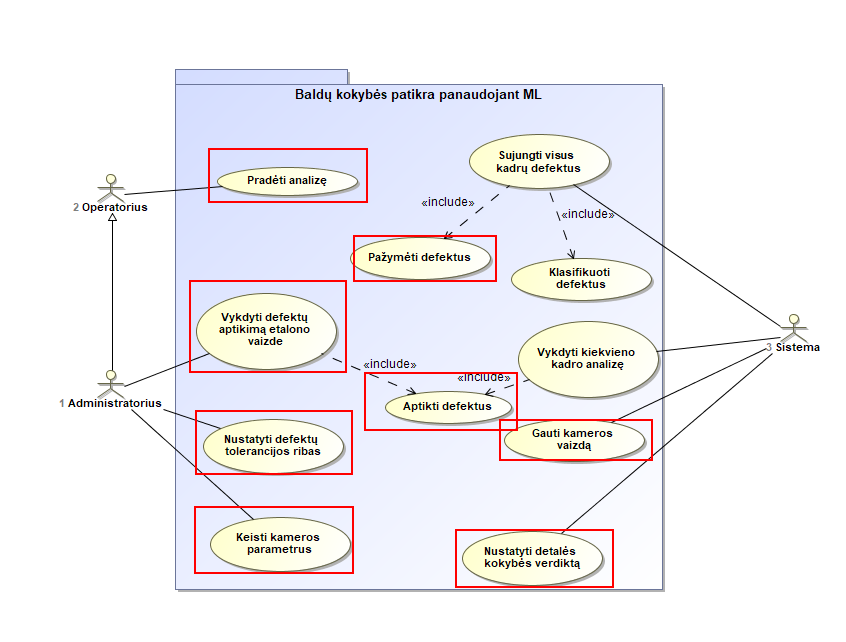 Baldų kokybės patikra panaudojant ML
Sujungti visus
kadrų defektus
Pradėti analizę
«include»
2 Operatorius
«include»
Pažymėti defektus
Klasifikuoti
defektus
Vykdyti defektų
aptikimą etalono
vaizde
3 Sistema
Vykdyti kiekvieno
kadro analizę
«include»
«include»
1 Administratorius
Aptikti defektus
Gauti kameros
vaizdą
Nustatyti defektų
tolerancijos ribas
Keisti kameros
parametrus
Nustatyti detalės
kokybės verdiktą